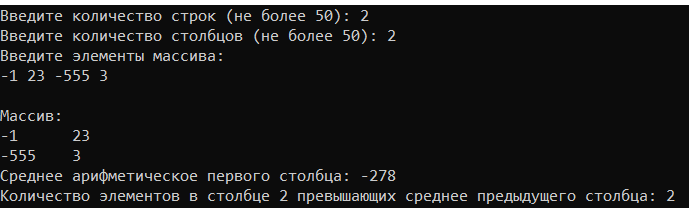 Введите количество строк (не более 50): 2
Введите количество столбцов (не более 50): 2
Введите элементы массива:
-1 23 -555 3
Массив:
-1 23
-555 3
Среднее арифметическое первого столбца: -278
Количество элементов в столбце 2 превышающих среднее предыдущего столбца: 2